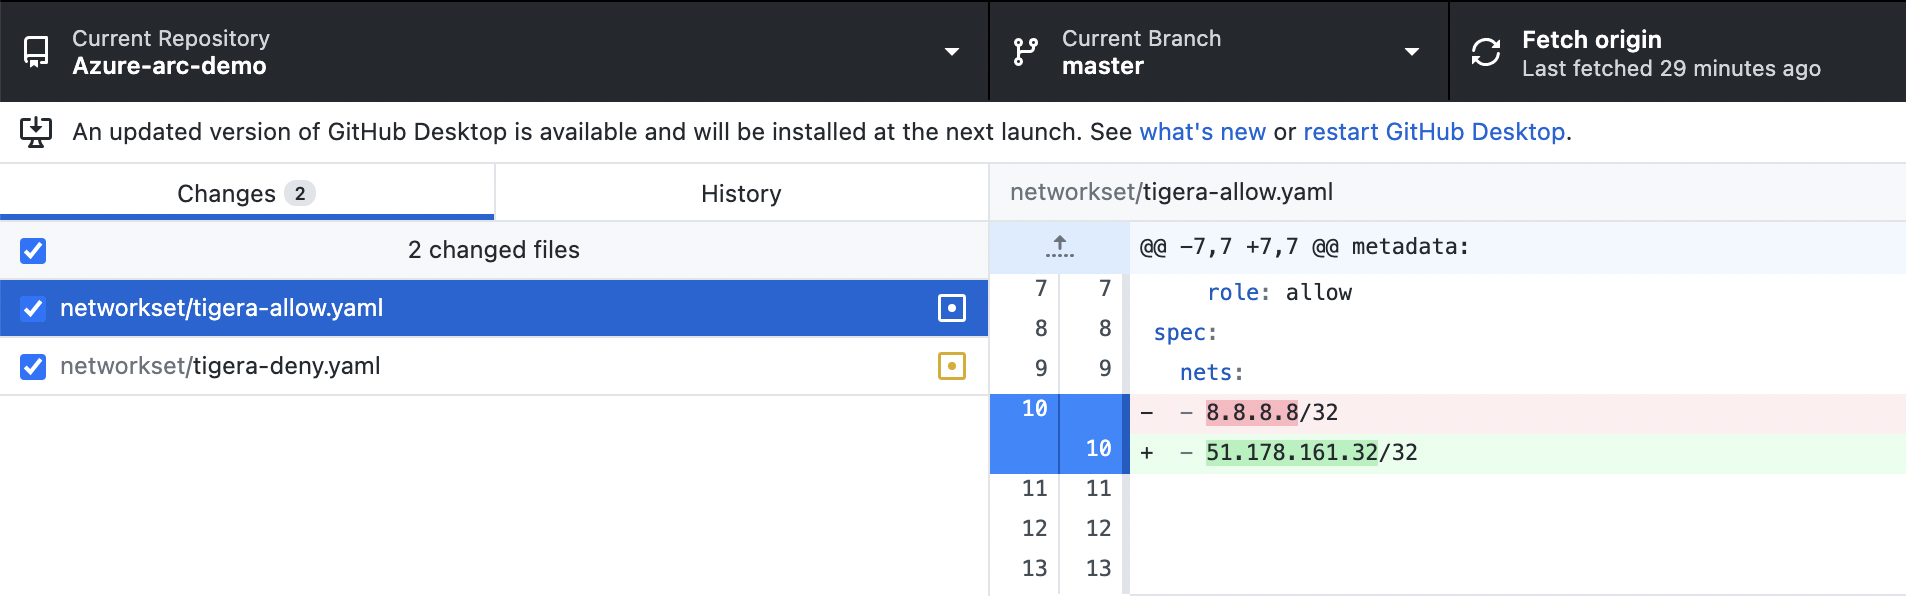 Current Repository
Azure-arc-demo
Current Branch
master
Fetch origin
Last fetched 29 minutes ago
An updated version of GitHub Desktop is available and will be installed at the next launch. See what's new or restart GitHub Desktop.
Changes 2
History
2 changed files
networkset/tigera-allow.yaml
networkset/tigera-deny.yaml
networkset/tigera-allow.yaml
@@ -7,7 +7,7 @@ metadata:
7 7 role: allow
8 8 spec:
9 9 nets:
10 - - 8.8.8.8/32
10 + - 51.178.161.32/32
11 11
12 12
13 13